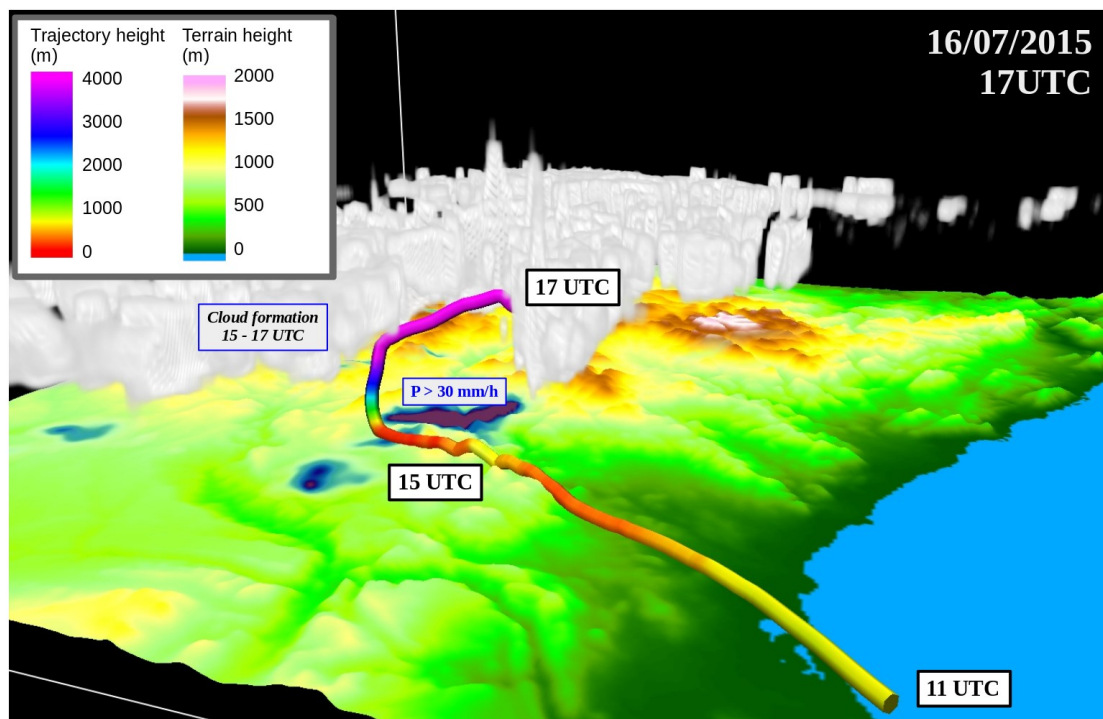 Trajectory height
(m)
4000
3000
2000
1000
0
Terrain height
(m)
2000
1500
1000
500
0
16/07/2015
17UTC
17 UTC
Cloud formation
15 - 17 UTC
P > 30 mm/h
15 UTC
11 UTC